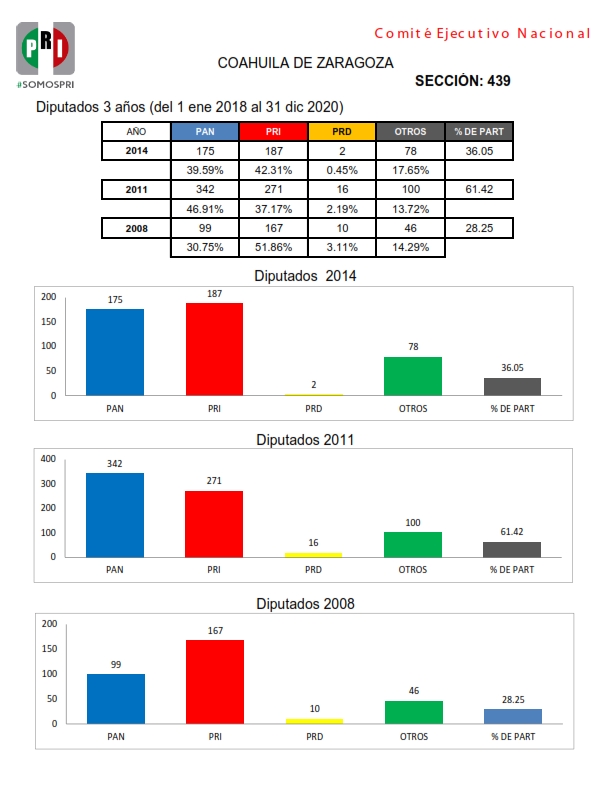 Comité Ejecutivo Nacional
PRI
#SOMOSPRI
COAHUILA DE ZARAGOZA
SECCIÓN: 439
Diputados 3 años (del 1 ene 2018 al 31 dic 2020)
AÑO PAN PRI PRD OTROS % DE PART
2014 175 187 2 78 36.05
39.59% 42.31% 0.45% 17.65%
2011 342 271 16 100 61.42
46.91% 37.17% 2.19% 13.72%
2008 99 167 10 46 28.25
30.75% 51.86% 3.11% 14.29%
Diputados 2014
200
150
100
50
0
175 187 2 78 36.05
PAN PRI PRD OTROS % DE PART
Diputados 2011
400
300
200
100
0
342 271 16 100 61.42
PAN PRI PRD OTROS % DE PART
Diputados 2008
200
150
100
50
0
99 167 10 46 28.25
PAN PRI PRD OTROS % DE PART